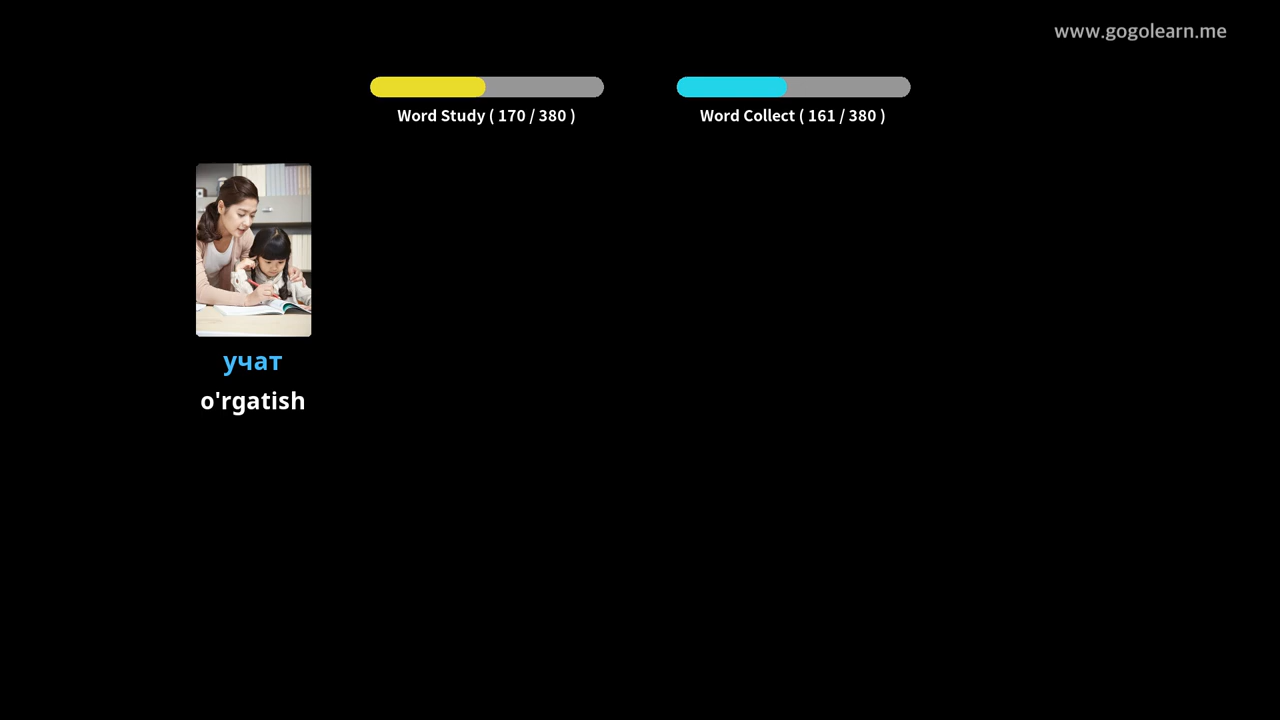 www.gogolearn.me
Word Study ( 170 / 380 )
Word Collect ( 161 / 380 )
учат
o'rgatish